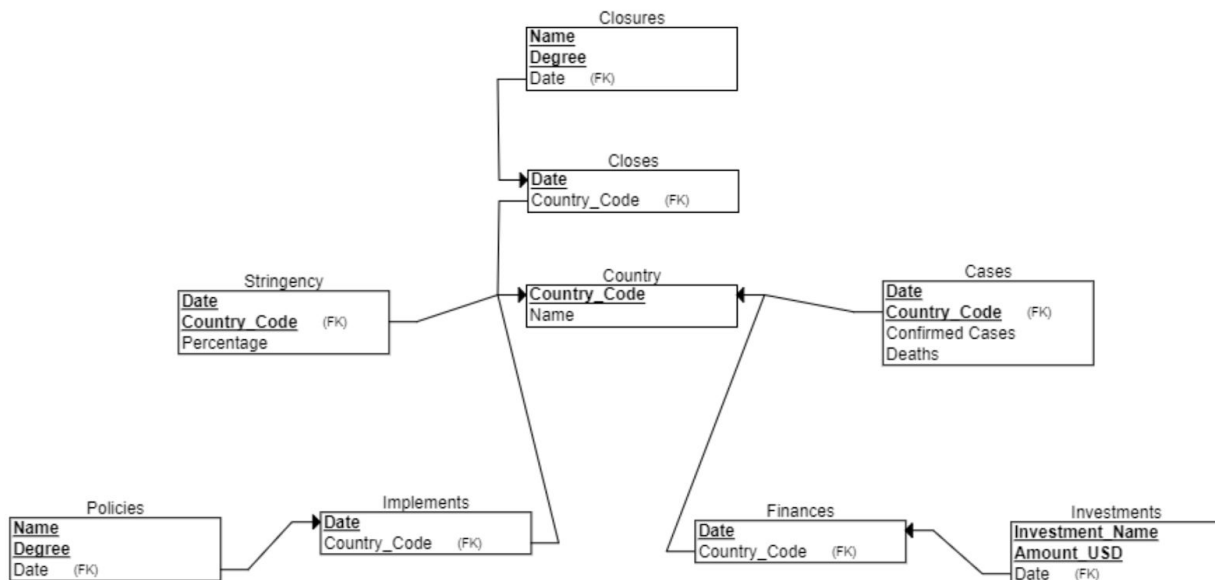 Closures
Name
Degree
Date (FK)
Closes
Date
Country_Code (FK)
Stringency
Date
Country_Code (FK)
Percentage
Country
Country_Code
Name
Cases
Date
Country_Code (FK)
Confirmed Cases
Deaths
Policies
Name
Degree
Date (FK)
Implements
Date
Country_Code (FK)
Finances
Date
Country_Code (FK)
Investments
Investment_Name
Amount_USD
Date (FK)